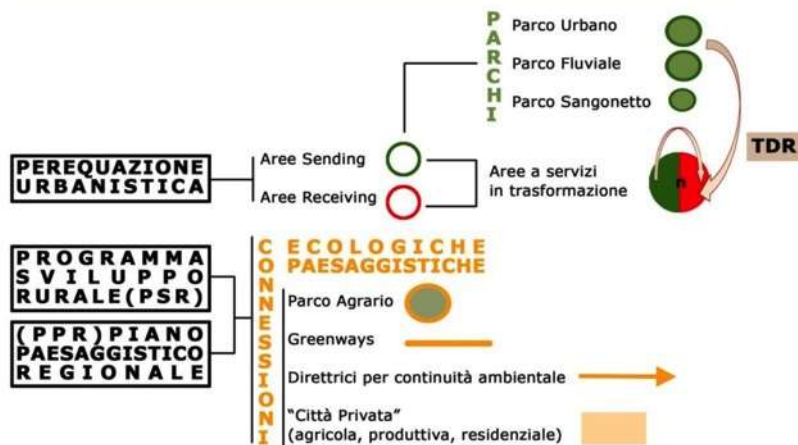 PARCHI
Parco Urbano
Parco Fluviale
Parco Sangonetto
TDR
PEREQUAZIONE
URBANISTICA
Aree Sending
Aree Receiving
Aree a servizi
in trasformazione
n
PROGRAMMA
SVILUPPO
RURALE(PSR)
(PPR)PIANO
PAESAGGISTICO
REGIONALE
CONNESSIONI
ECOLOGICHE
PAESAGGISTICHE
Parco Agrario
Greenways
Direttrici per continuità ambientale
"Città Privata"
(agricola, produttiva, residenziale)